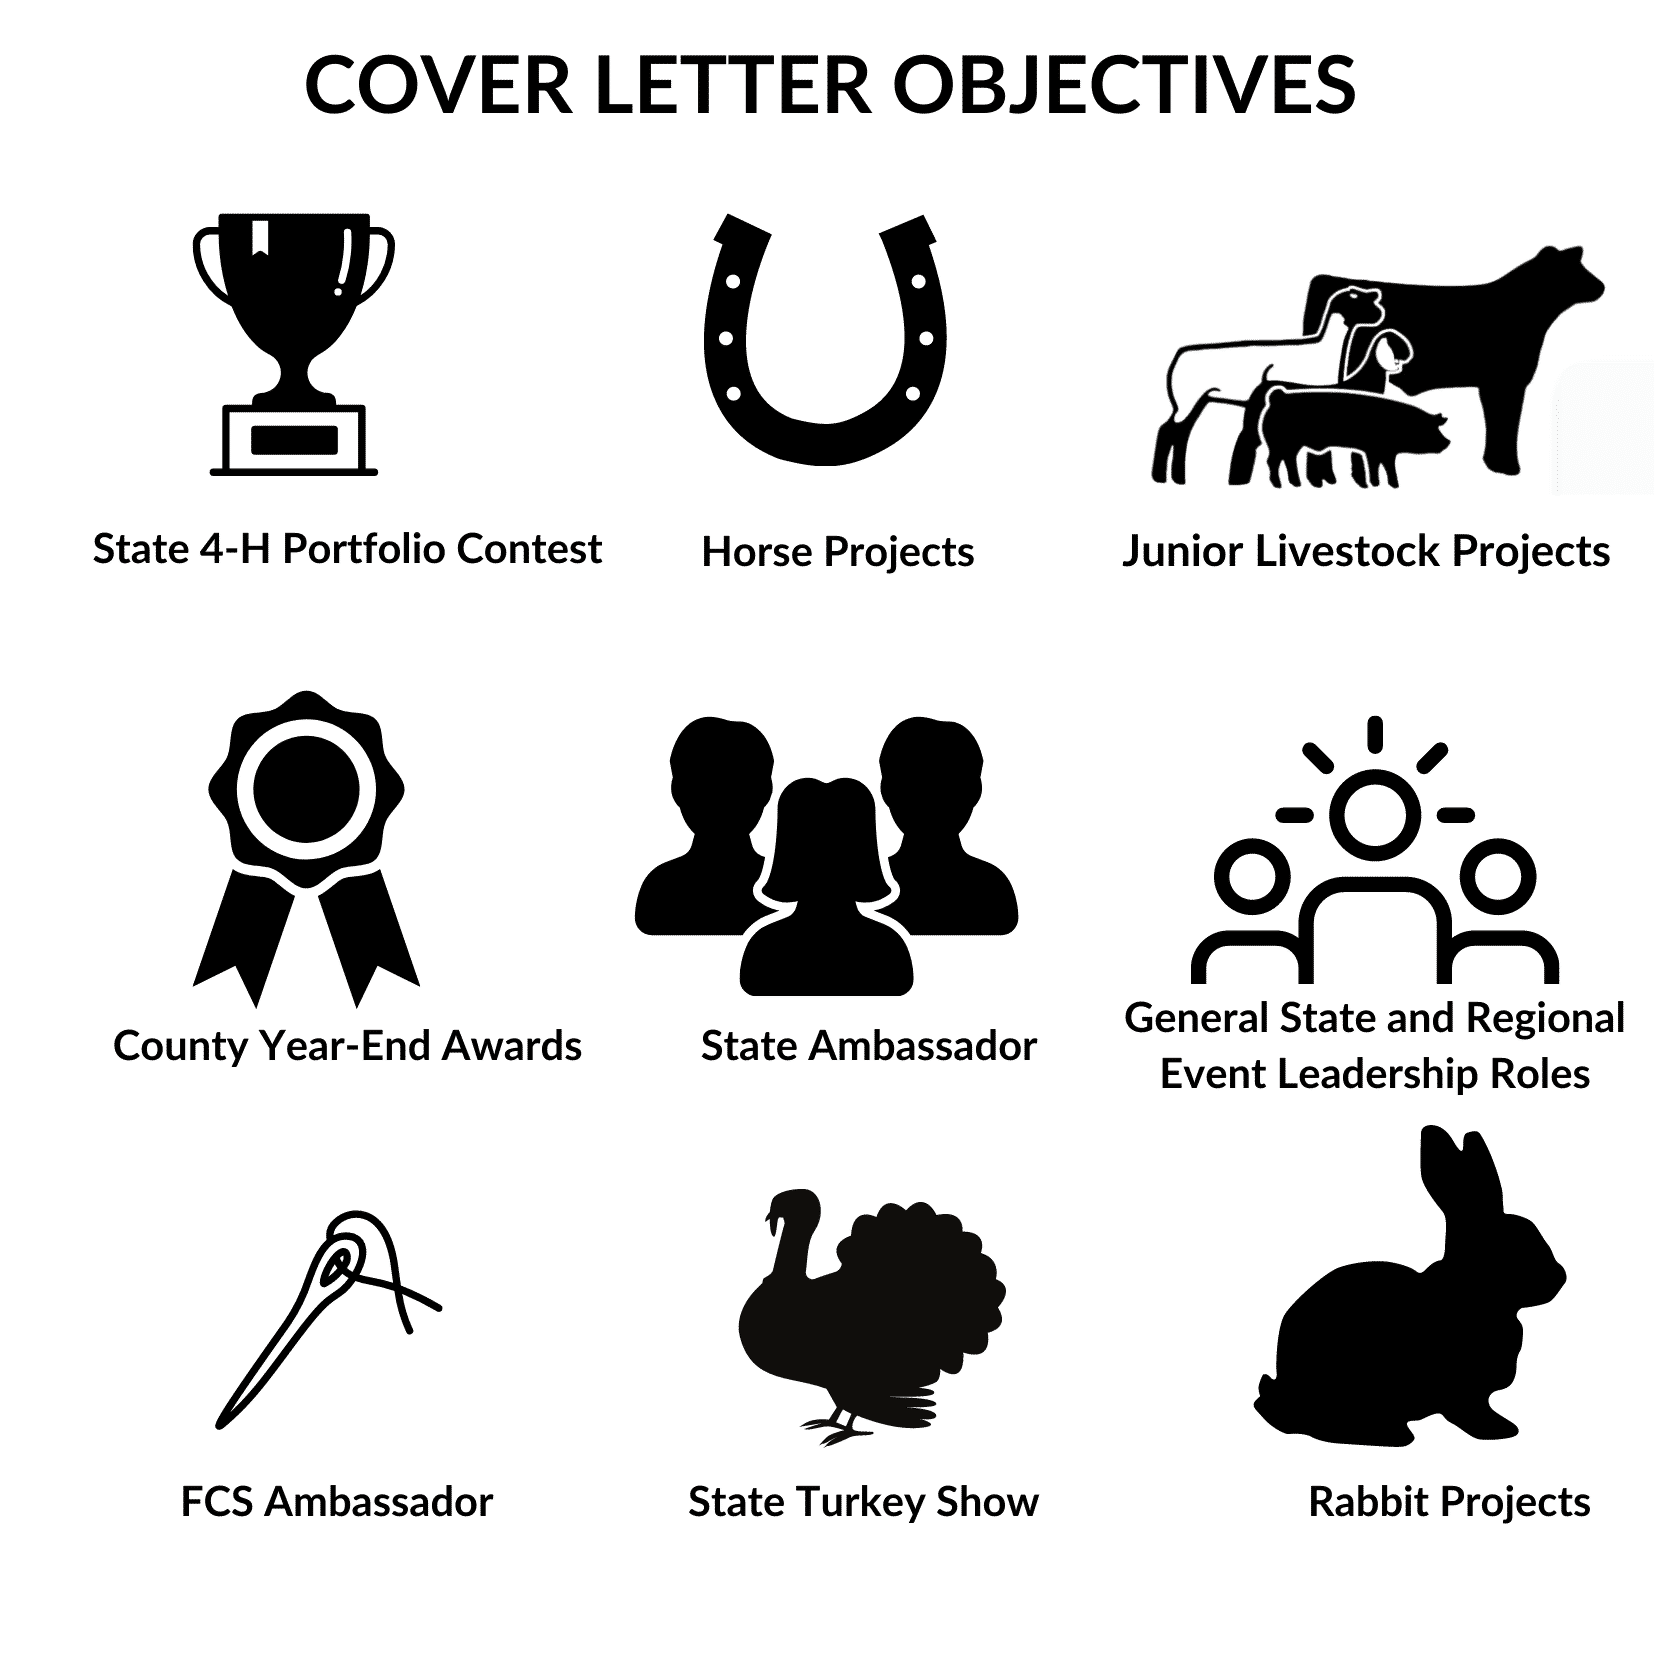 COVER LETTER OBJECTIVES
State 4-H Portfolio Contest
Horse Projects
Junior Livestock Projects
County Year-End Awards
State Ambassador
General State and Regional
Event Leadership Roles
FCS Ambassador
State Turkey Show
Rabbit Projects